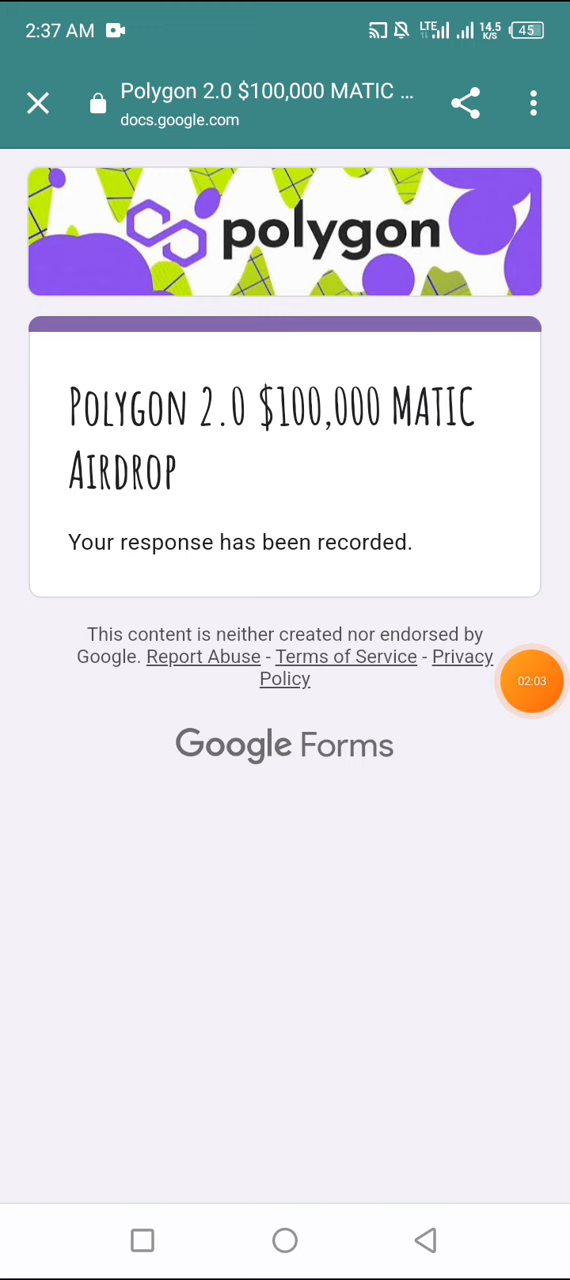 2:37 AM
LTE
14.5
K/S
45
Polygon 2.0 $100,000 MATIC ...
docs.google.com
polygon
Polygon 2.0 $100,000 MATIC
Airdrop
Your response has been recorded.
This content is neither created nor endorsed by
Google. Report Abuse - Terms of Service - Privacy
Policy
02:03
Google Forms